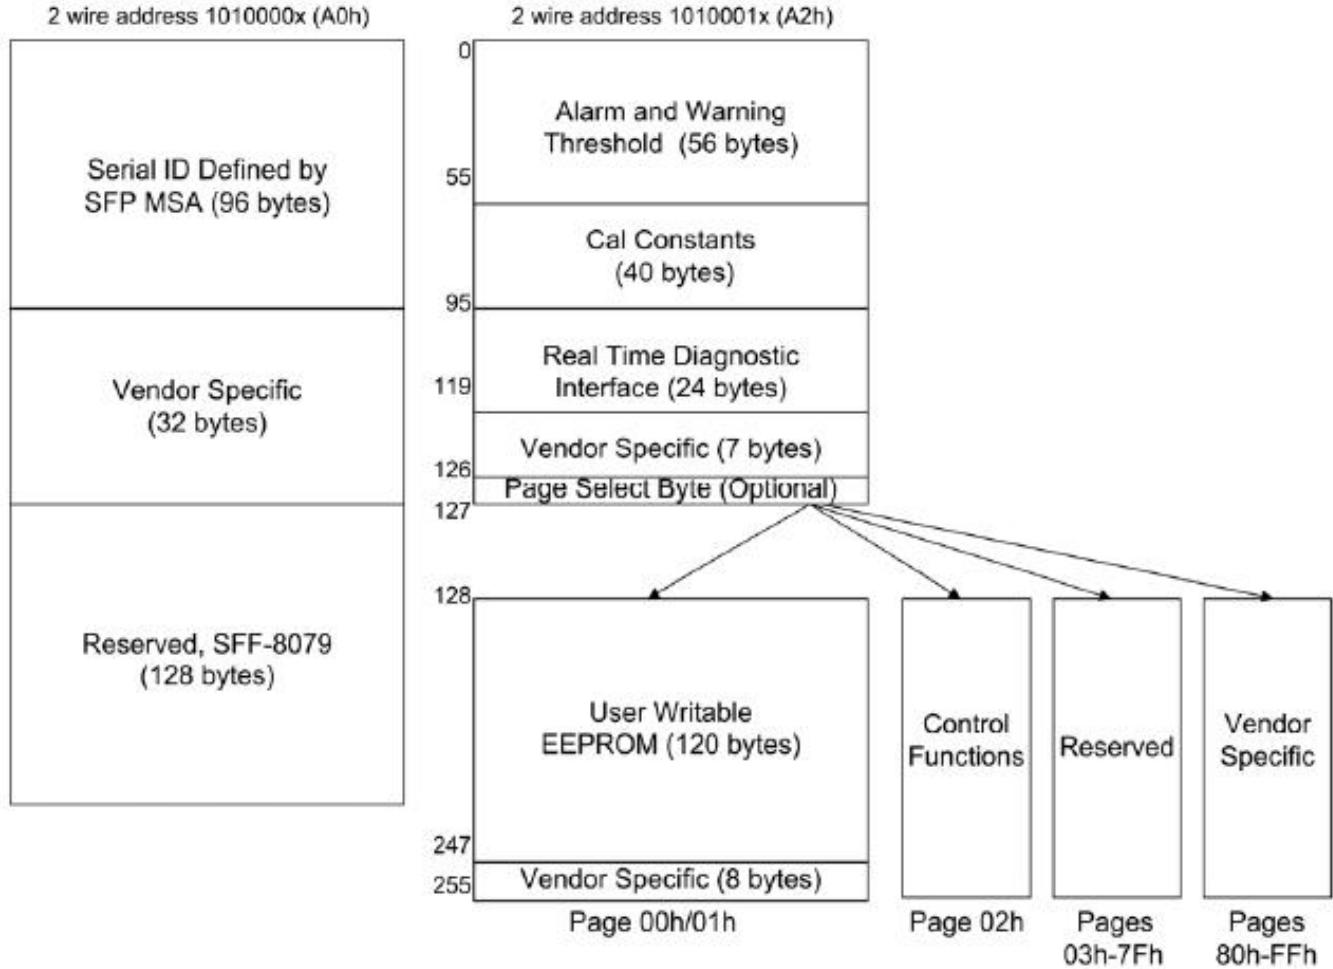 2 wire address 1010000x (A0h)
Serial ID Defined by
SFP MSA (96 bytes)
Vendor Specific
(32 bytes)
Reserved, SFF-8079
(128 bytes)
2 wire address 1010001x (A2h)
0
Alarm and Warning
Threshold (56 bytes)
55
Cal Constants
(40 bytes)
95
Real Time Diagnostic
Interface (24 bytes)
119
Vendor Specific (7 bytes)
126
Page Select Byte (Optional)
127
128
User Writable
EEPROM (120 bytes)
247
Vendor Specific (8 bytes)
255
Page 00h/01h
Control
Functions
Page 02h
Reserved
Pages
03h-7Fh
Vendor
Specific
Pages
80h-FFh